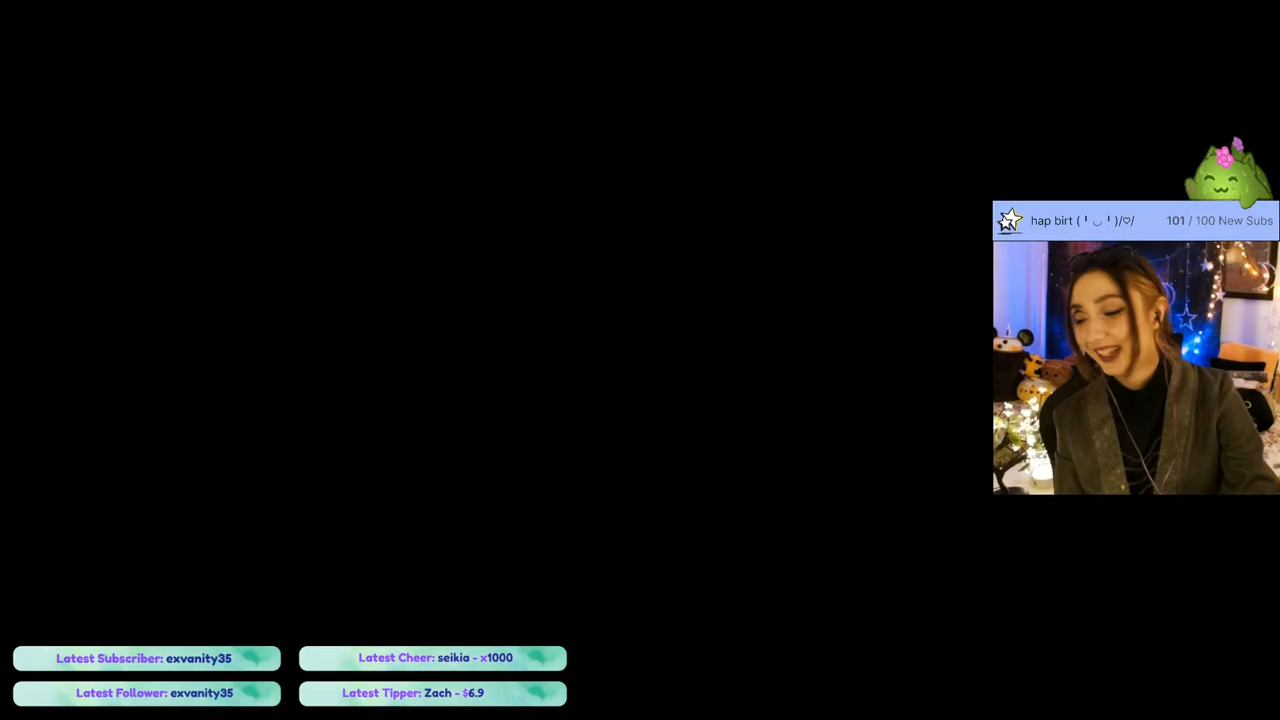 hap birt ( ╹ ◡ ╹ )/♡/ 101 / 100 New Subs
Latest Subscriber: exvanity35
Latest Cheer: seikia - x1000
Latest Follower: exvanity35
Latest Tipper: Zach - $6.9